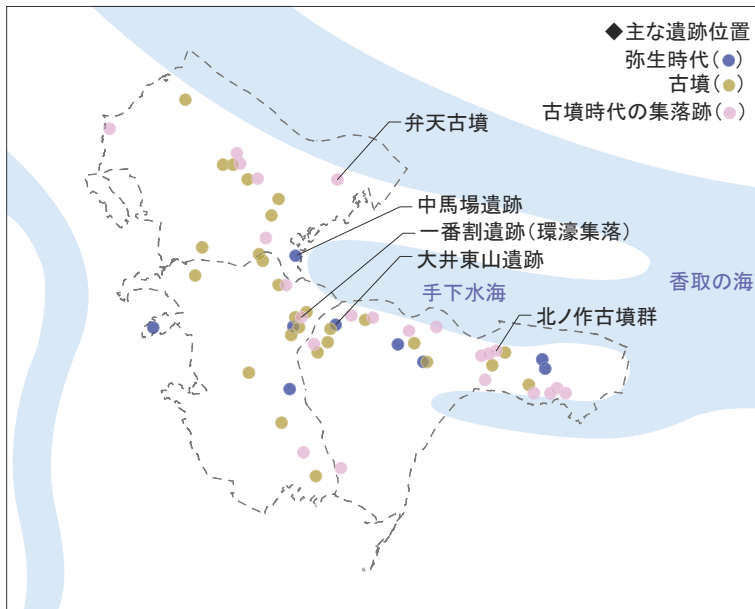 ◆主な遺跡位置
弥生時代(●)
古墳(●)
古墳時代の集落跡(●)
弁天古墳
中馬場遺跡
一番割遺跡(環濠集落)
大井東山遺跡
手下水海
香取の海
北ノ作古墳群